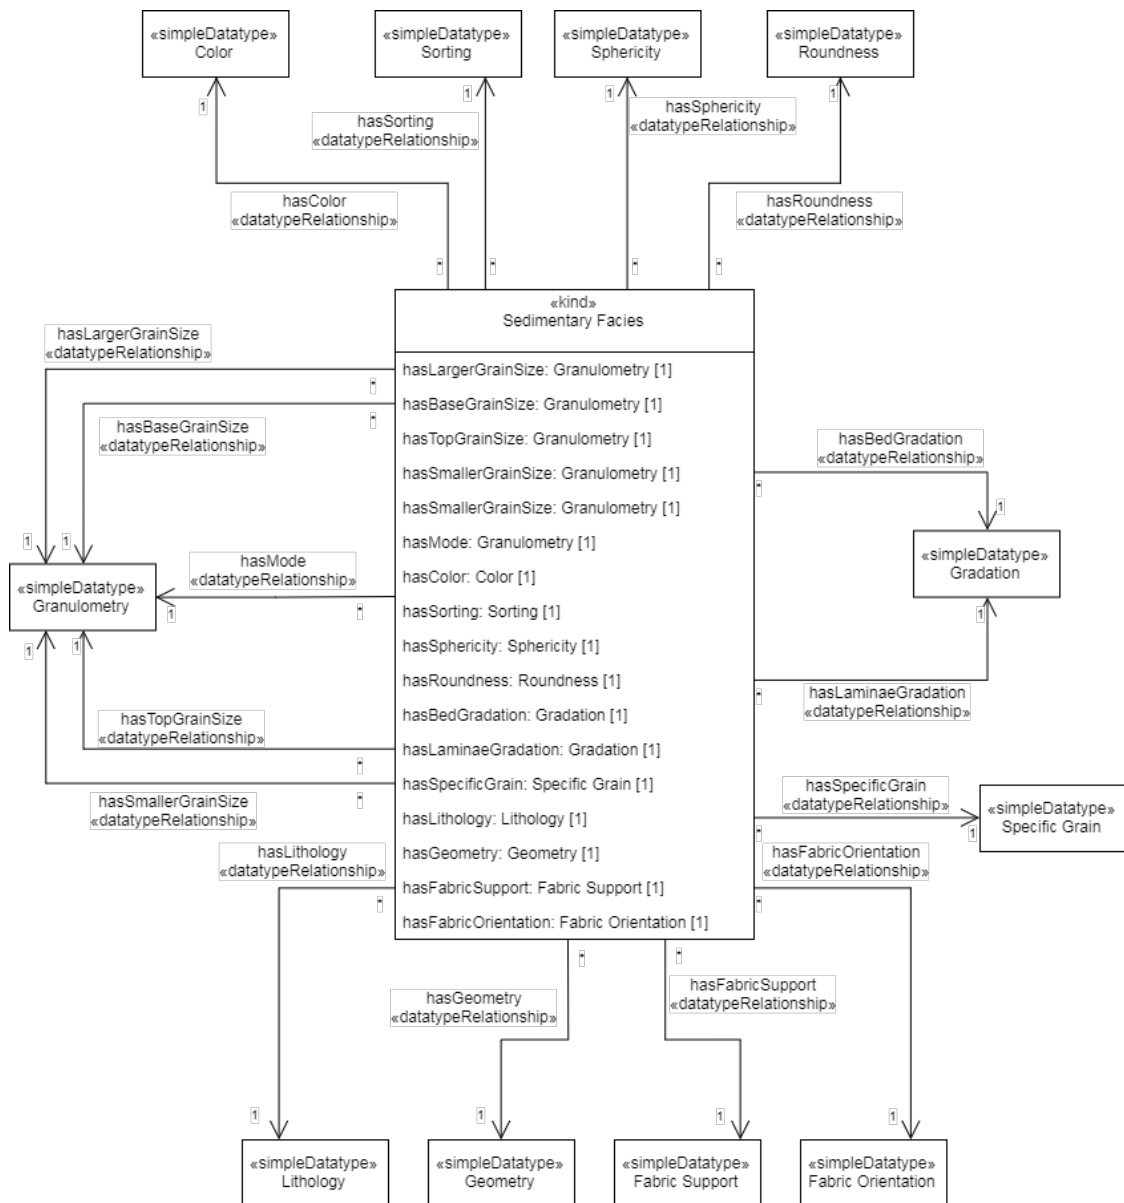 «simpleDatatype»
Color
«simpleDatatype»
Sorting
«simpleDatatype»
Sphericity
«simpleDatatype»
Roundness
1
1
1
1
hasSorting
«datatypeRelationship»
hasSphericity
«datatypeRelationship»
hasColor
«datatypeRelationship»
hasRoundness
«datatypeRelationship»
*
*
*
*
«kind»
Sedimentary Facies
hasLargerGrainSize: Granulometry [1]
hasBaseGrainSize: Granulometry [1]
hasTopGrainSize: Granulometry [1]
hasSmallerGrainSize: Granulometry [1]
hasSmallerGrainSize: Granulometry [1]
hasMode: Granulometry [1]
hasColor: Color [1]
hasSorting: Sorting [1]
hasSphericity: Sphericity [1]
hasRoundness: Roundness [1]
hasBedGradation: Gradation [1]
hasLaminaeGradation: Gradation [1]
hasSpecificGrain: Specific Grain [1]
hasLithology: Lithology [1]
hasGeometry: Geometry [1]
hasFabricSupport: Fabric Support [1]
hasFabricOrientation: Fabric Orientation [1]
hasLargerGrainSize
«datatypeRelationship»
*
*
hasBaseGrainSize
«datatypeRelationship»
1
1
hasMode
«datatypeRelationship»
«simpleDatatype»
Granulometry
1
*
1
1
hasTopGrainSize
«datatypeRelationship»
*
hasSmallerGrainSize
«datatypeRelationship»
*
hasBedGradation
«datatypeRelationship»
*
1
«simpleDatatype»
Gradation
1
*
hasLaminaeGradation
«datatypeRelationship»
hasSpecificGrain
«datatypeRelationship»
*
1
«simpleDatatype»
Specific Grain
hasLithology
«datatypeRelationship»
*
hasFabricOrientation
«datatypeRelationship»
*
*
*
hasGeometry
«datatypeRelationship»
hasFabricSupport
«datatypeRelationship»
1
1
1
1
«simpleDatatype»
Lithology
«simpleDatatype»
Geometry
«simpleDatatype»
Fabric Support
«simpleDatatype»
Fabric Orientation